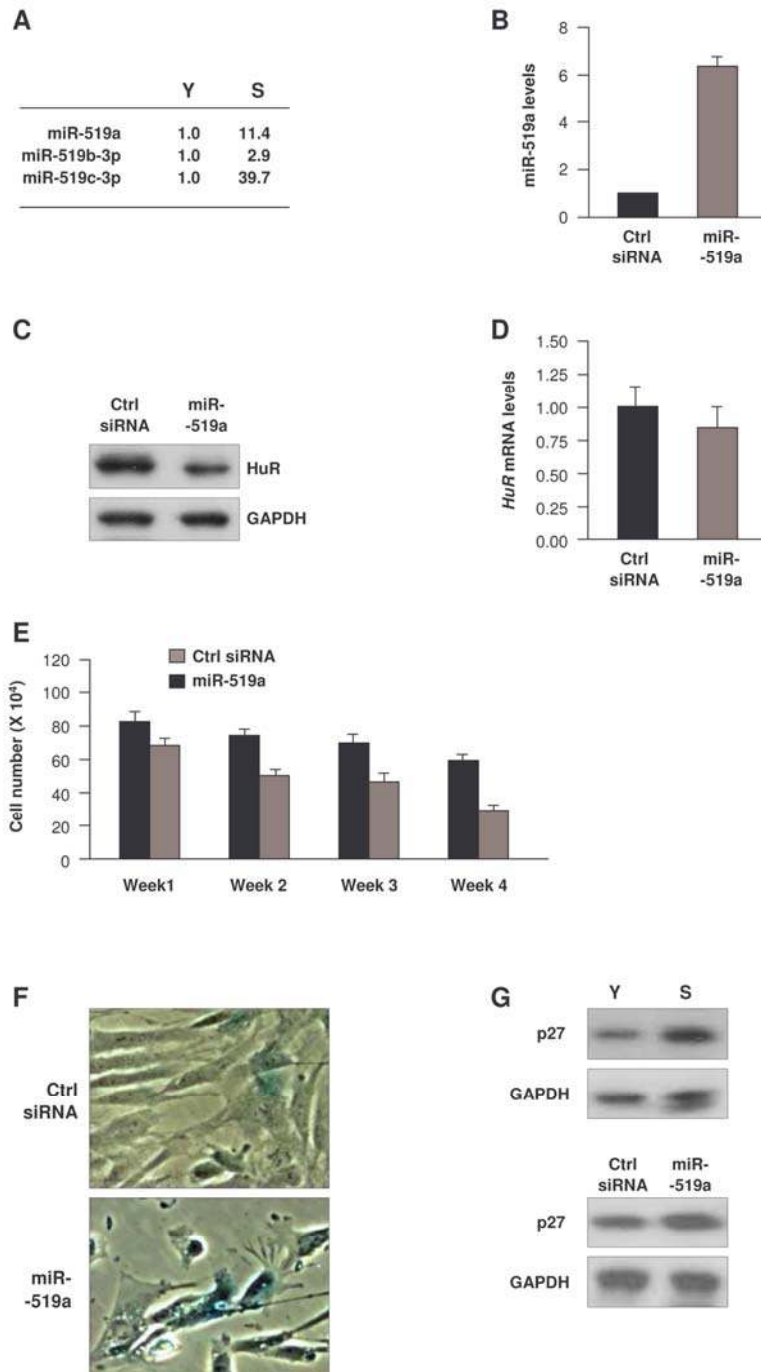 A
Y S
miR-519a 1.0 11.4
miR-519b-3p 1.0 2.9
miR-519c-3p 1.0 39.7
B
miR-519a levels
8
6
4
2
0
Ctrl
siRNA
miR-
-519a
C
Ctrl
siRNA
miR-
-519a
HuR
GAPDH
D
HuR mRNA levels
1.50
1.25
1.00
0.75
0.50
0.25
0.00
Ctrl
siRNA
miR-
-519a
E
Ctrl siRNA
miR-519a
Cell number (X 10⁴)
120
100
80
60
40
20
0
Week1 Week 2 Week 3 Week 4
F
Ctrl
siRNA
miR-
-519a
G
Y S
p27
GAPDH
Ctrl
siRNA
miR-
-519a
p27
GAPDH